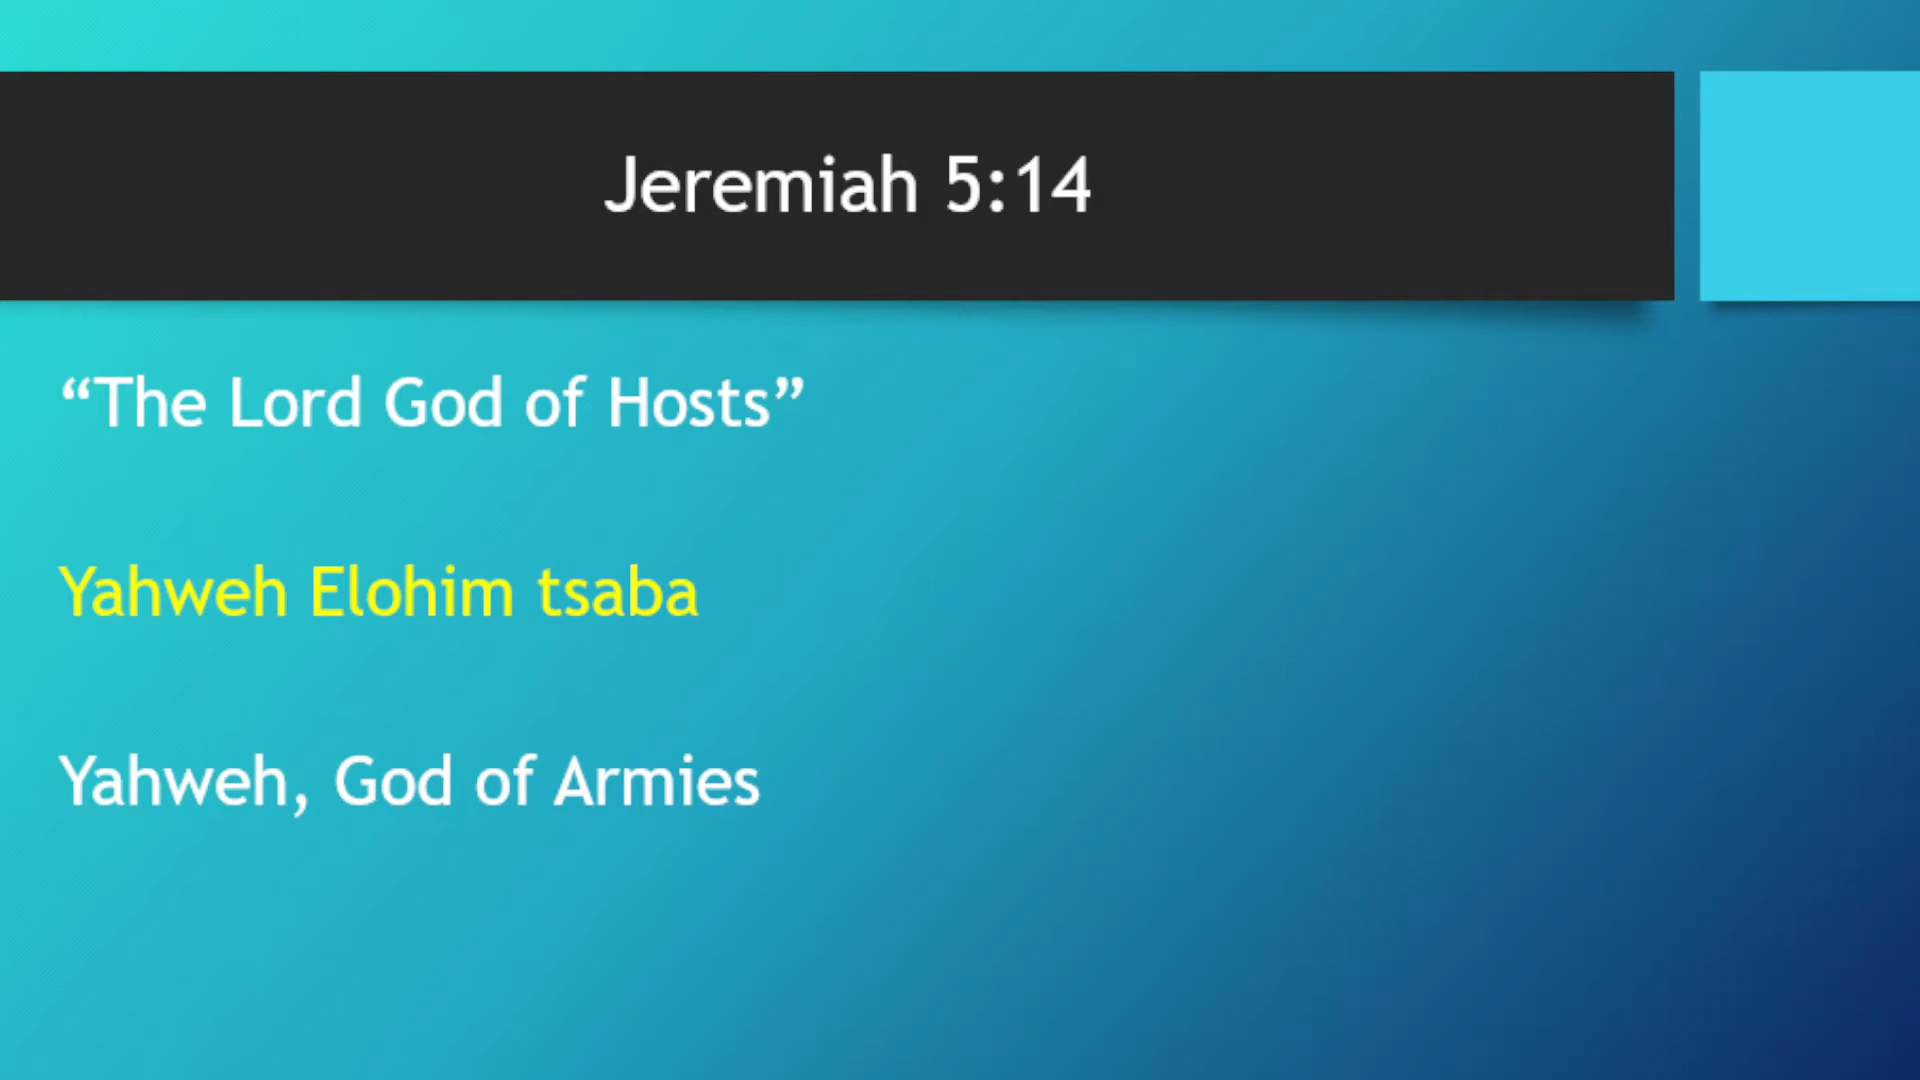 Jeremiah 5:14
“The Lord God of Hosts”
Yahweh Elohim tsaba
Yahweh, God of Armies